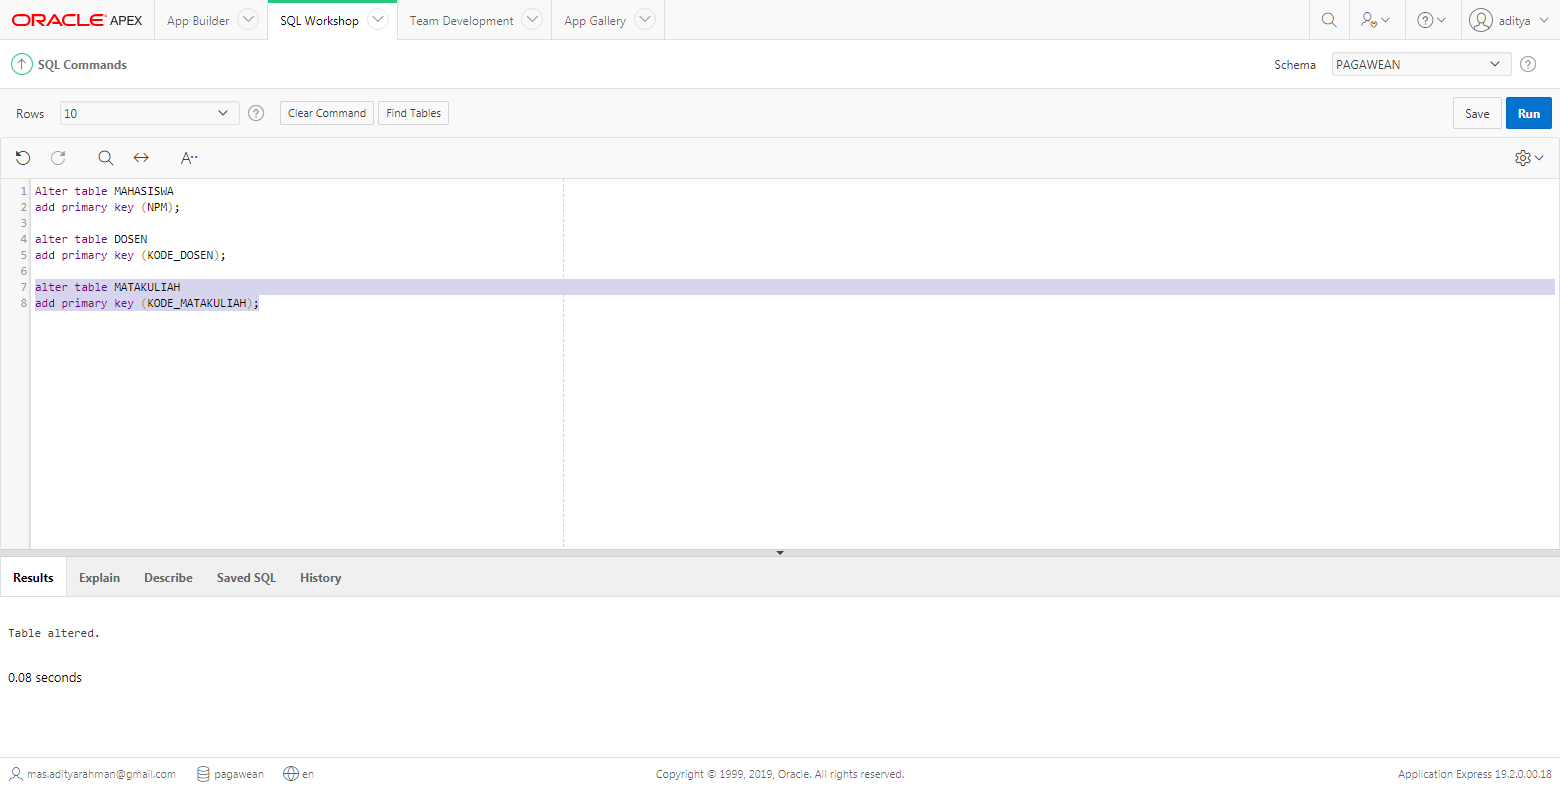 ORACLE® APEX App Builder SQL Workshop Team Development App Gallery aditya
SQL Commands Schema PAGAWEAN
Rows 10 Clear Command Find Tables Save Run
A
1 Alter table MAHASISWA
2 add primary key (NPM);
3
4 alter table DOSEN
5 add primary key (KODE_DOSEN);
6
7 alter table MATAKULIAH
8 add primary key (KODE_MATAKULIAH);
Results Explain Describe Saved SQL History
Table altered.
0.08 seconds
mas.adityarahman@gmail.com pagawean en Copyright © 1999, 2019, Oracle. All rights reserved. Application Express 19.2.0.00.18